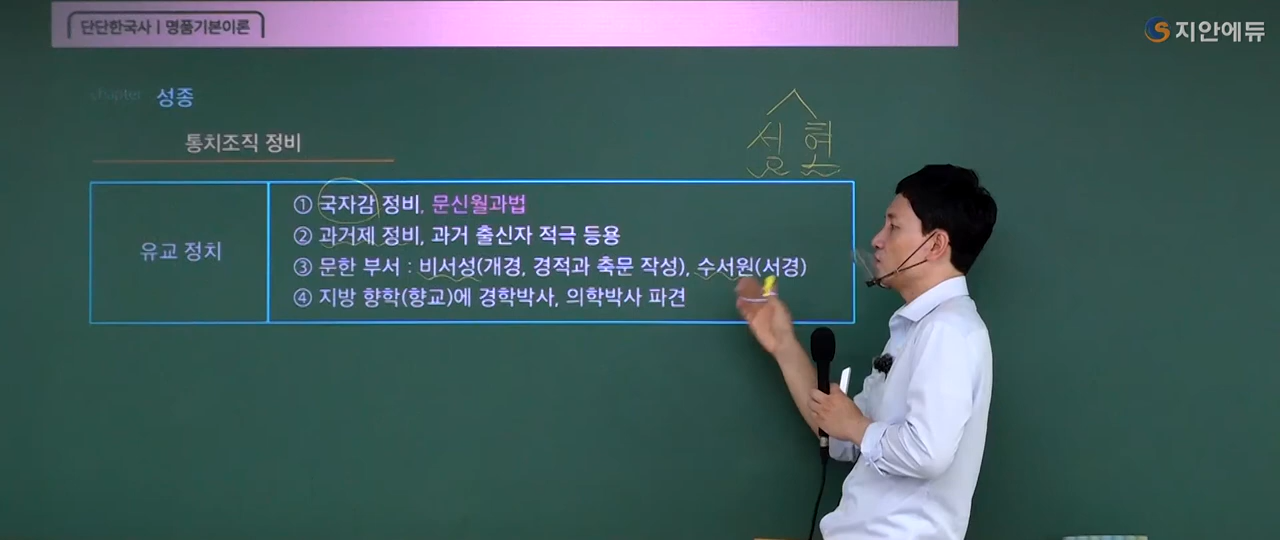 단단한국사 | 명품기본이론
지안에듀
chapter 성종
통치조직 정비
설 현
요 촌
유교 정치
① 국자감 정비, 문신월과법
② 과거제 정비, 과거 출신자 적극 등용
③ 문한 부서 : 비서성(개경, 경적과 축문 작성), 수서원(서경)
④ 지방 향학(향교)에 경학박사, 의학박사 파견